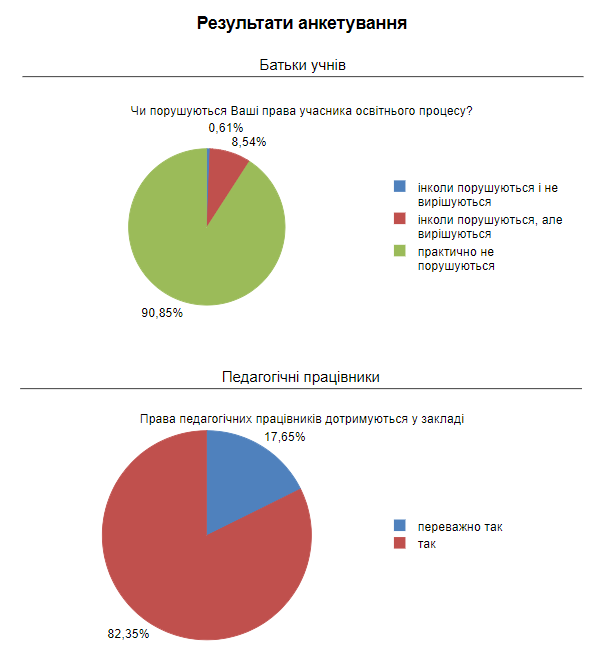 Результати анкетування
Батьки учнів
Чи порушуються Ваші права учасника освітнього процесу?
0,61%
8,54%
90,85%
інколи порушуються і не
вирішуються
інколи порушуються, але
вирішуються
практично не
порушуються
Педагогічні працівники
Права педагогічних працівників дотримуються у закладі
17,65%
82,35%
переважно так
так